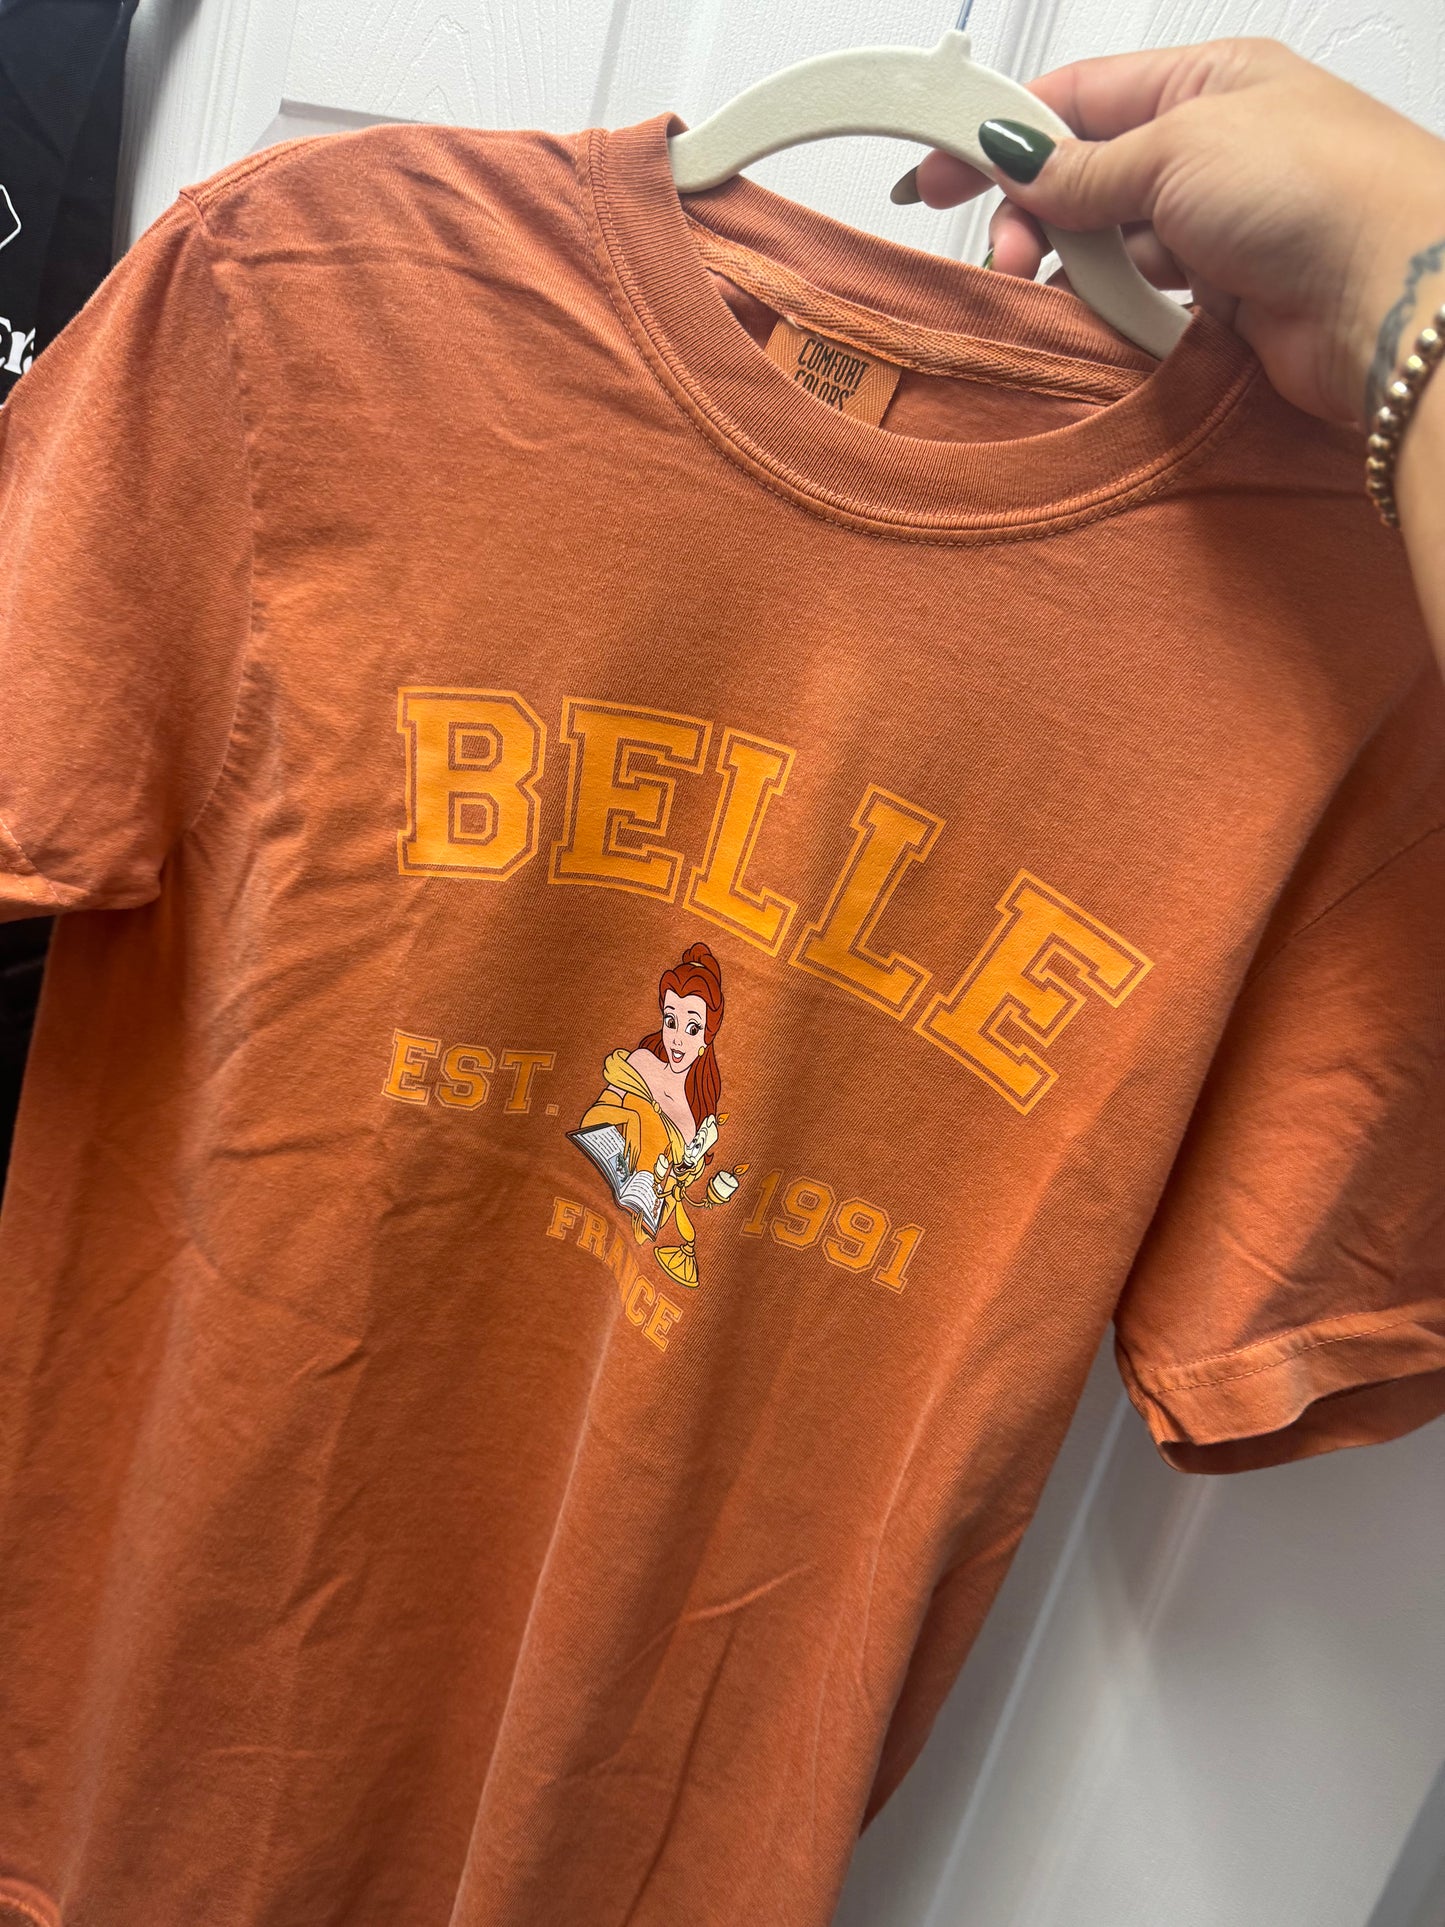 COMFORT
COLORS
BELLE
EST.
1991
FRANCE